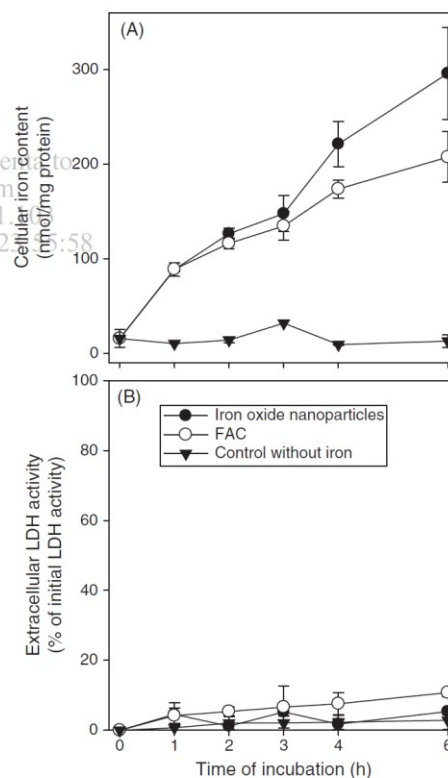 (A)
300
200
100
0
Cellular iron content
(nmol/mg protein)
58
100
(B)
Iron oxide nanoparticles
FAC
Control without iron
80
60
40
20
0
Extracellular LDH activity
(% of initial LDH activity)
0 1 2 3 4 6
Time of incubation (h)